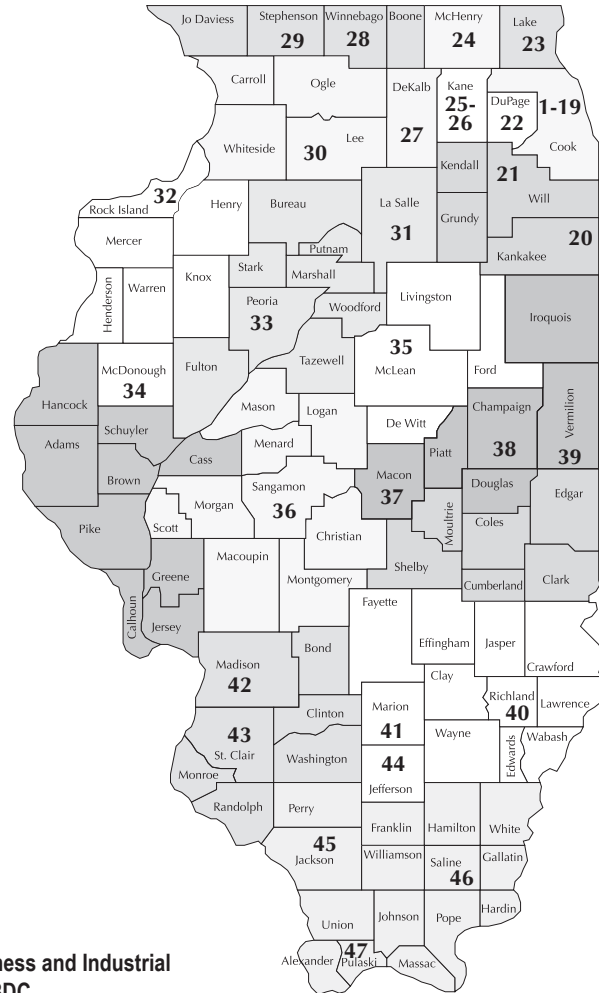 Jo Daviess
Stephenson
29
Winnebago
28
Boone
McHenry
24
Lake
23
Carroll
Ogle
DeKalb
27
Kane
25-
26
DuPage
22
1-19
Cook
Whiteside
30
Lee
Kendall
21
Will
32
Rock Island
Henry
Bureau
La Salle
31
Grundy
20
Kankakee
Mercer
Putnam
Henderson
Warren
Knox
Stark
Marshall
Peoria
33
Woodford
Livingston
Iroquois
35
McLean
Ford
McDonough
34
Fulton
Tazewell
Hancock
Mason
Logan
De Witt
Champaign
38
Vermilion
39
Adams
Schuyler
Brown
Cass
Menard
Piatt
Macon
37
Sangamon
36
Douglas
Edgar
Pike
Scott
Morgan
Christian
Moultrie
Coles
Macoupin
Montgomery
Shelby
Greene
Cumberland
Clark
Calhoun
Jersey
Fayette
Effingham
Jasper
Crawford
Madison
42
Bond
Clay
Richland
40
Lawrence
Marion
41
Clinton
43
St. Clair
Washington
Wayne
Edwards
Wabash
44
Jefferson
Monroe
Randolph
Perry
Franklin
Hamilton
White
45
Jackson
Williamson
Saline
46
Gallatin
Union
Johnson
Pope
Hardin
Alexander
47
Pulaski
Massac
ness and Industrial
BDC